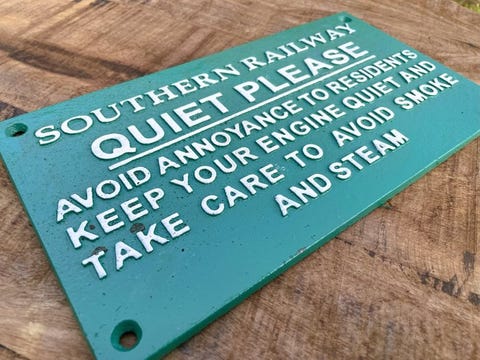 SOUTHERN RAILWAY
QUIET PLEASE
AVOID ANNOYANCE TO RESIDENTS
KEEP YOUR ENGINE QUIET AND
TAKE CARE TO AVOID SMOKE
AND STEAM